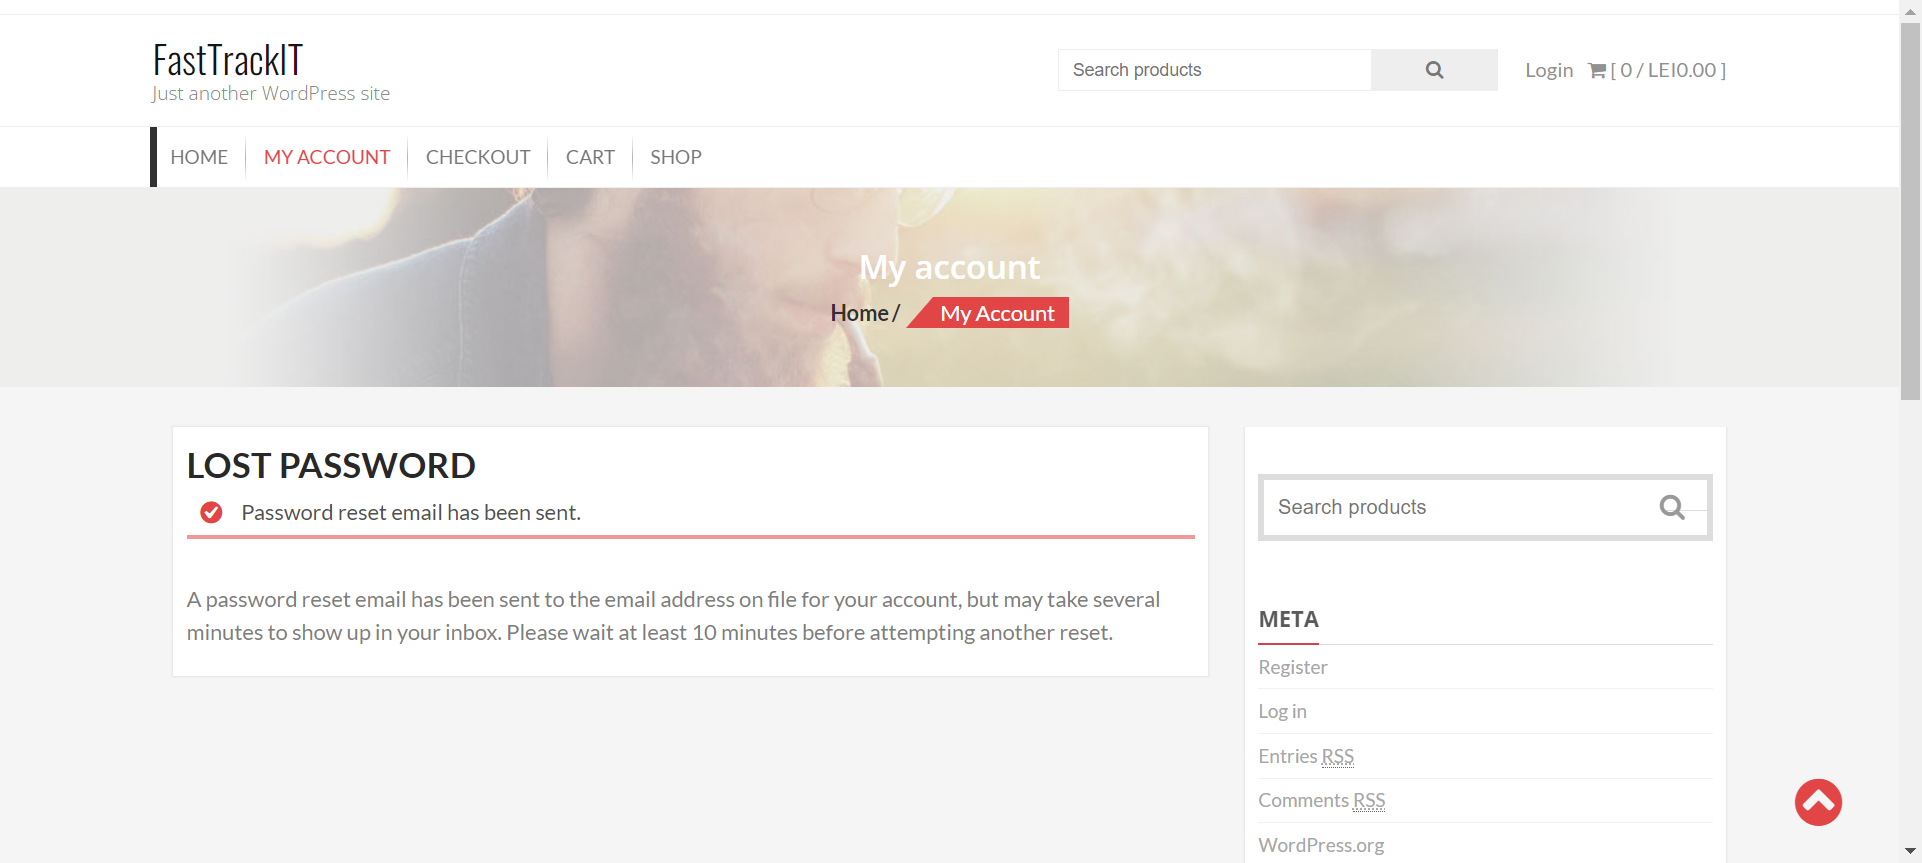 FastTrackIT
Just another WordPress site
Search products
Login [ 0 / LEI0.00 ]
HOME
MY ACCOUNT
CHECKOUT
CART
SHOP
My account
Home / My Account
LOST PASSWORD
Password reset email has been sent.
A password reset email has been sent to the email address on file for your account, but may take several
minutes to show up in your inbox. Please wait at least 10 minutes before attempting another reset.
Search products
META
Register
Log in
Entries RSS
Comments RSS
WordPress.org